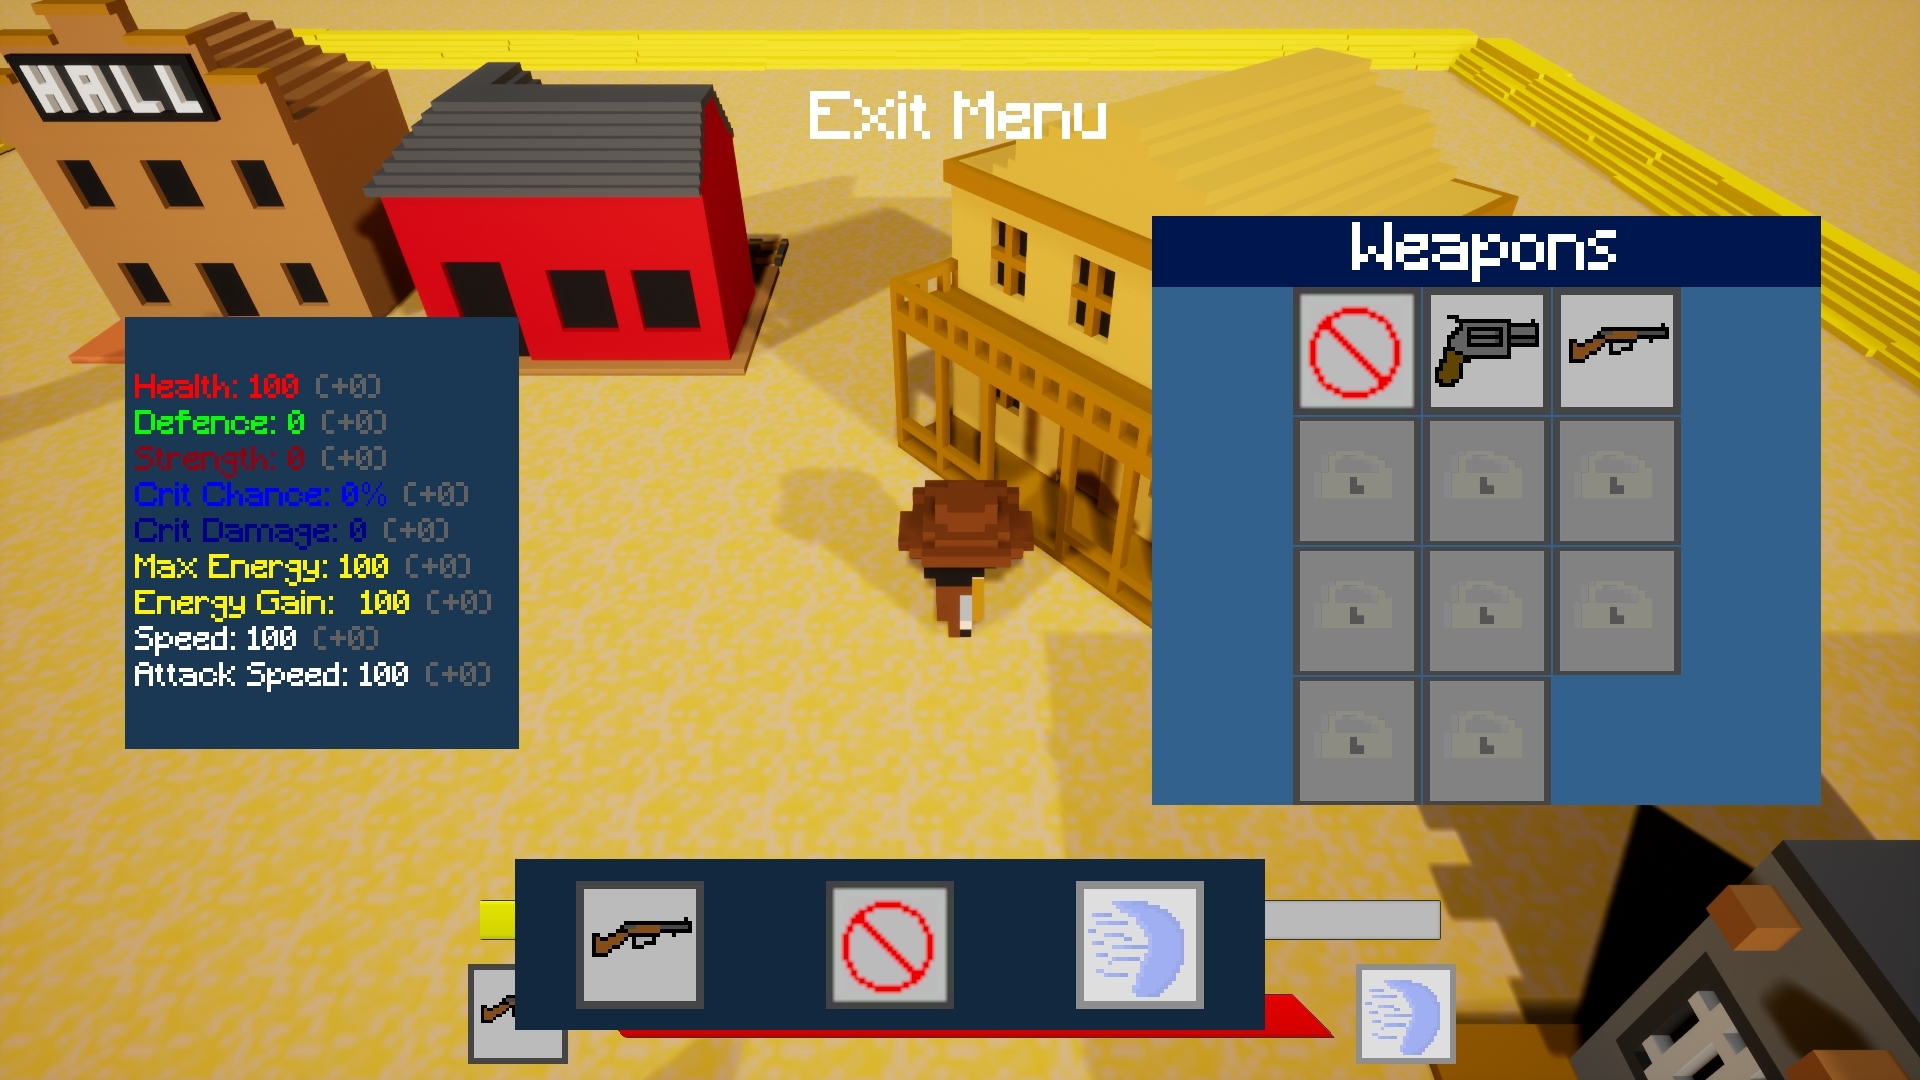 HALL
Exit Menu
Weapons
Health: 100 (+0)
Defence: 0 (+0)
Strength: 0 (+0)
Crit Chance: 0% (+0)
Crit Damage: 0 (+0)
Max Energy: 100 (+0)
Energy Gain: 100 (+0)
Speed: 100 (+0)
Attack Speed: 100 (+0)